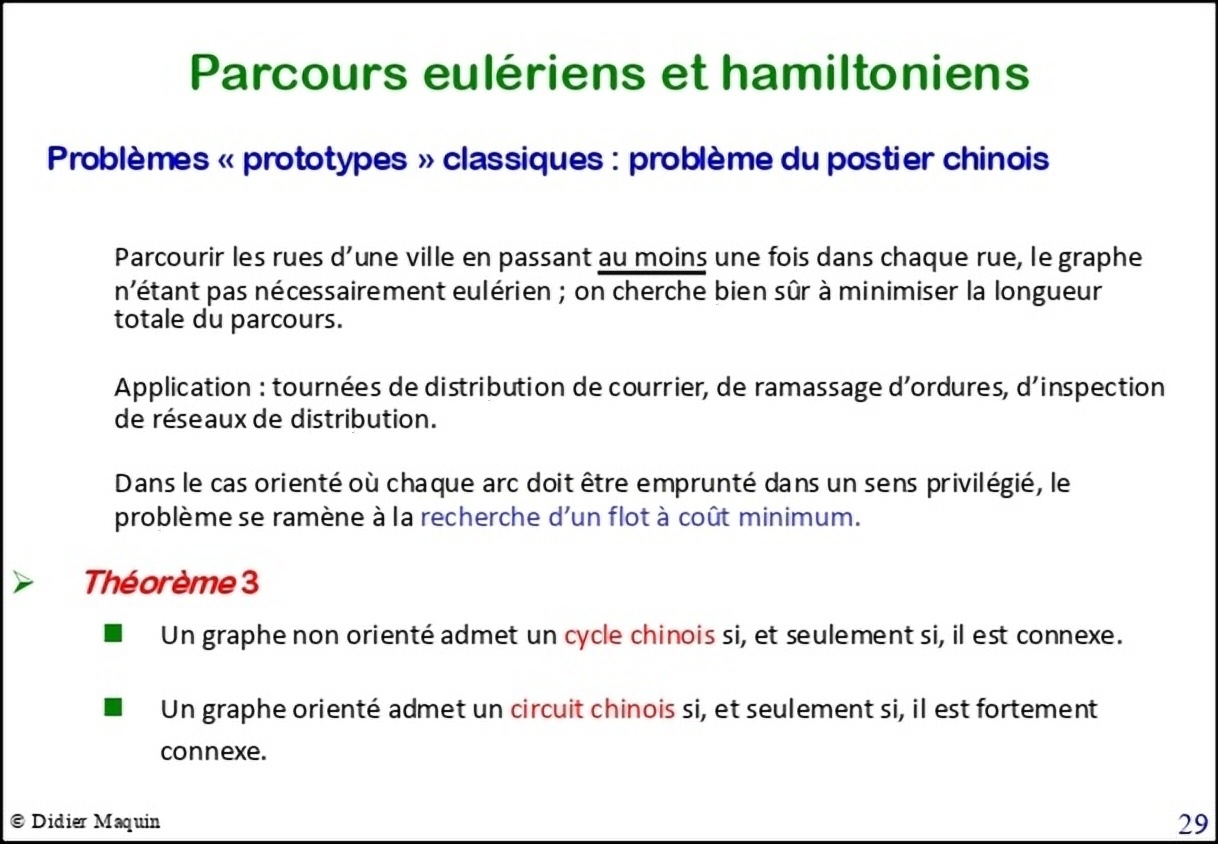 Parcours eulériens et hamiltoniens
Problèmes « prototypes » classiques : problème du postier chinois
Parcourir les rues d’une ville en passant au moins une fois dans chaque rue, le graphe
n’étant pas nécessairement eulérien ; on cherche bien sûr à minimiser la longueur
totale du parcours.
Application : tournées de distribution de courrier, de ramassage d’ordures, d’inspection
de réseaux de distribution.
Dans le cas orienté où chaque arc doit être emprunté dans un sens privilégié, le
problème se ramène à la recherche d’un flot à coût minimum.
Théorème 3
Un graphe non orienté admet un cycle chinois si, et seulement si, il est connexe.
Un graphe orienté admet un circuit chinois si, et seulement si, il est fortement
connexe.
© Didier Maquin
29